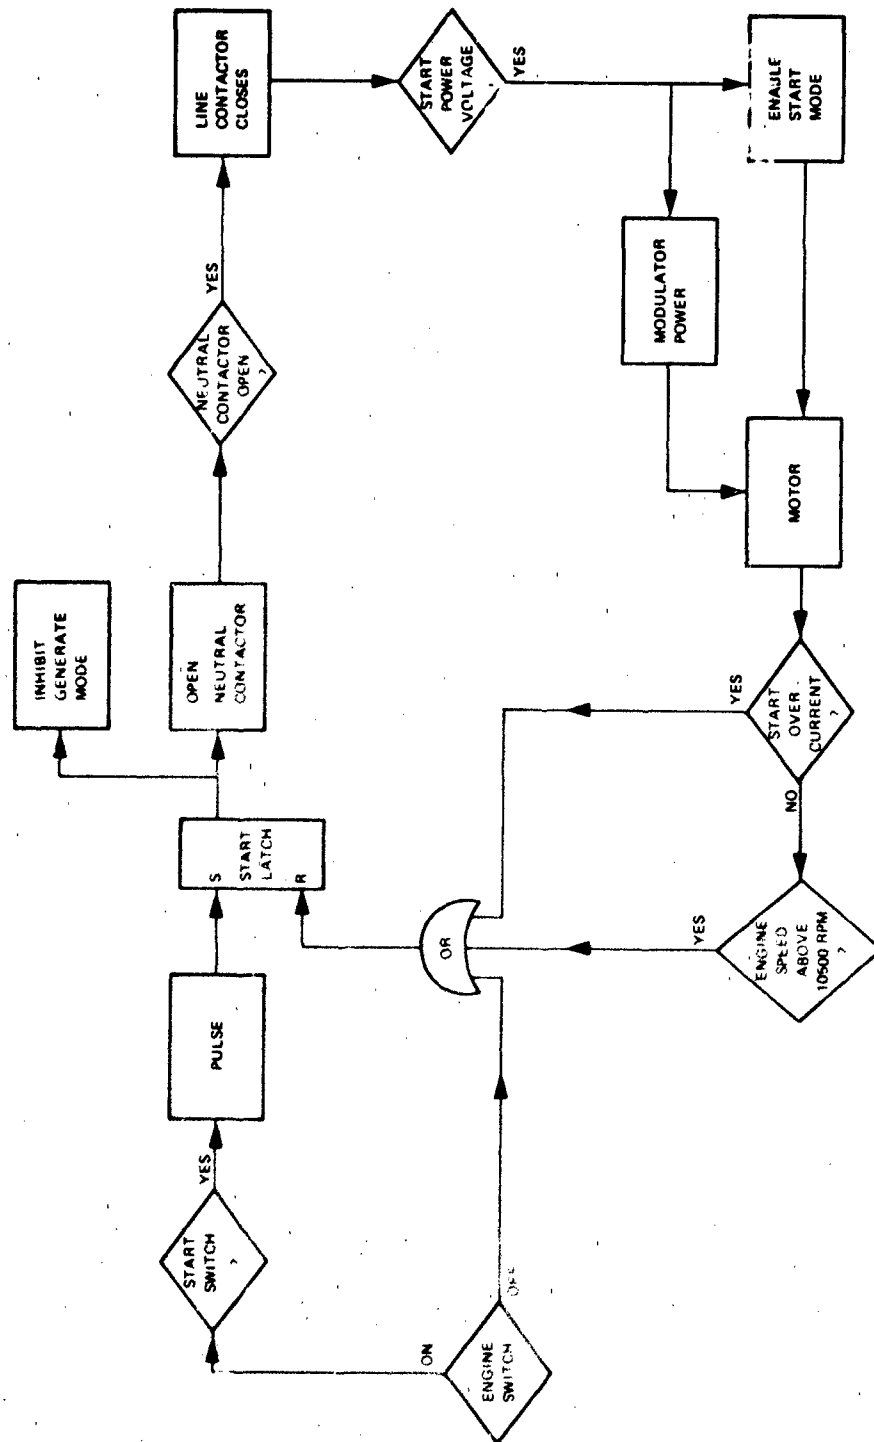 ENGINE
SWITCH
ON
OFF
START
SWITCH
?
YES
PULSE
S
START
LATCH
R
OR
INHIBIT
GENERATE
MODE
OPEN
NEUTRAL
CONTACTOR
NEUTRAL
CONTACTOR
OPEN
?
YES
LINE
CONTACTOR
CLOSES
START
POWER
VOLTAGE
?
YES
MODULATOR
POWER
ENABLE
START
MODE
MOTOR
START
OVER
CURRENT
?
YES
NO
ENGINE
SPEED
ABOVE
10500 RPM
?
YES